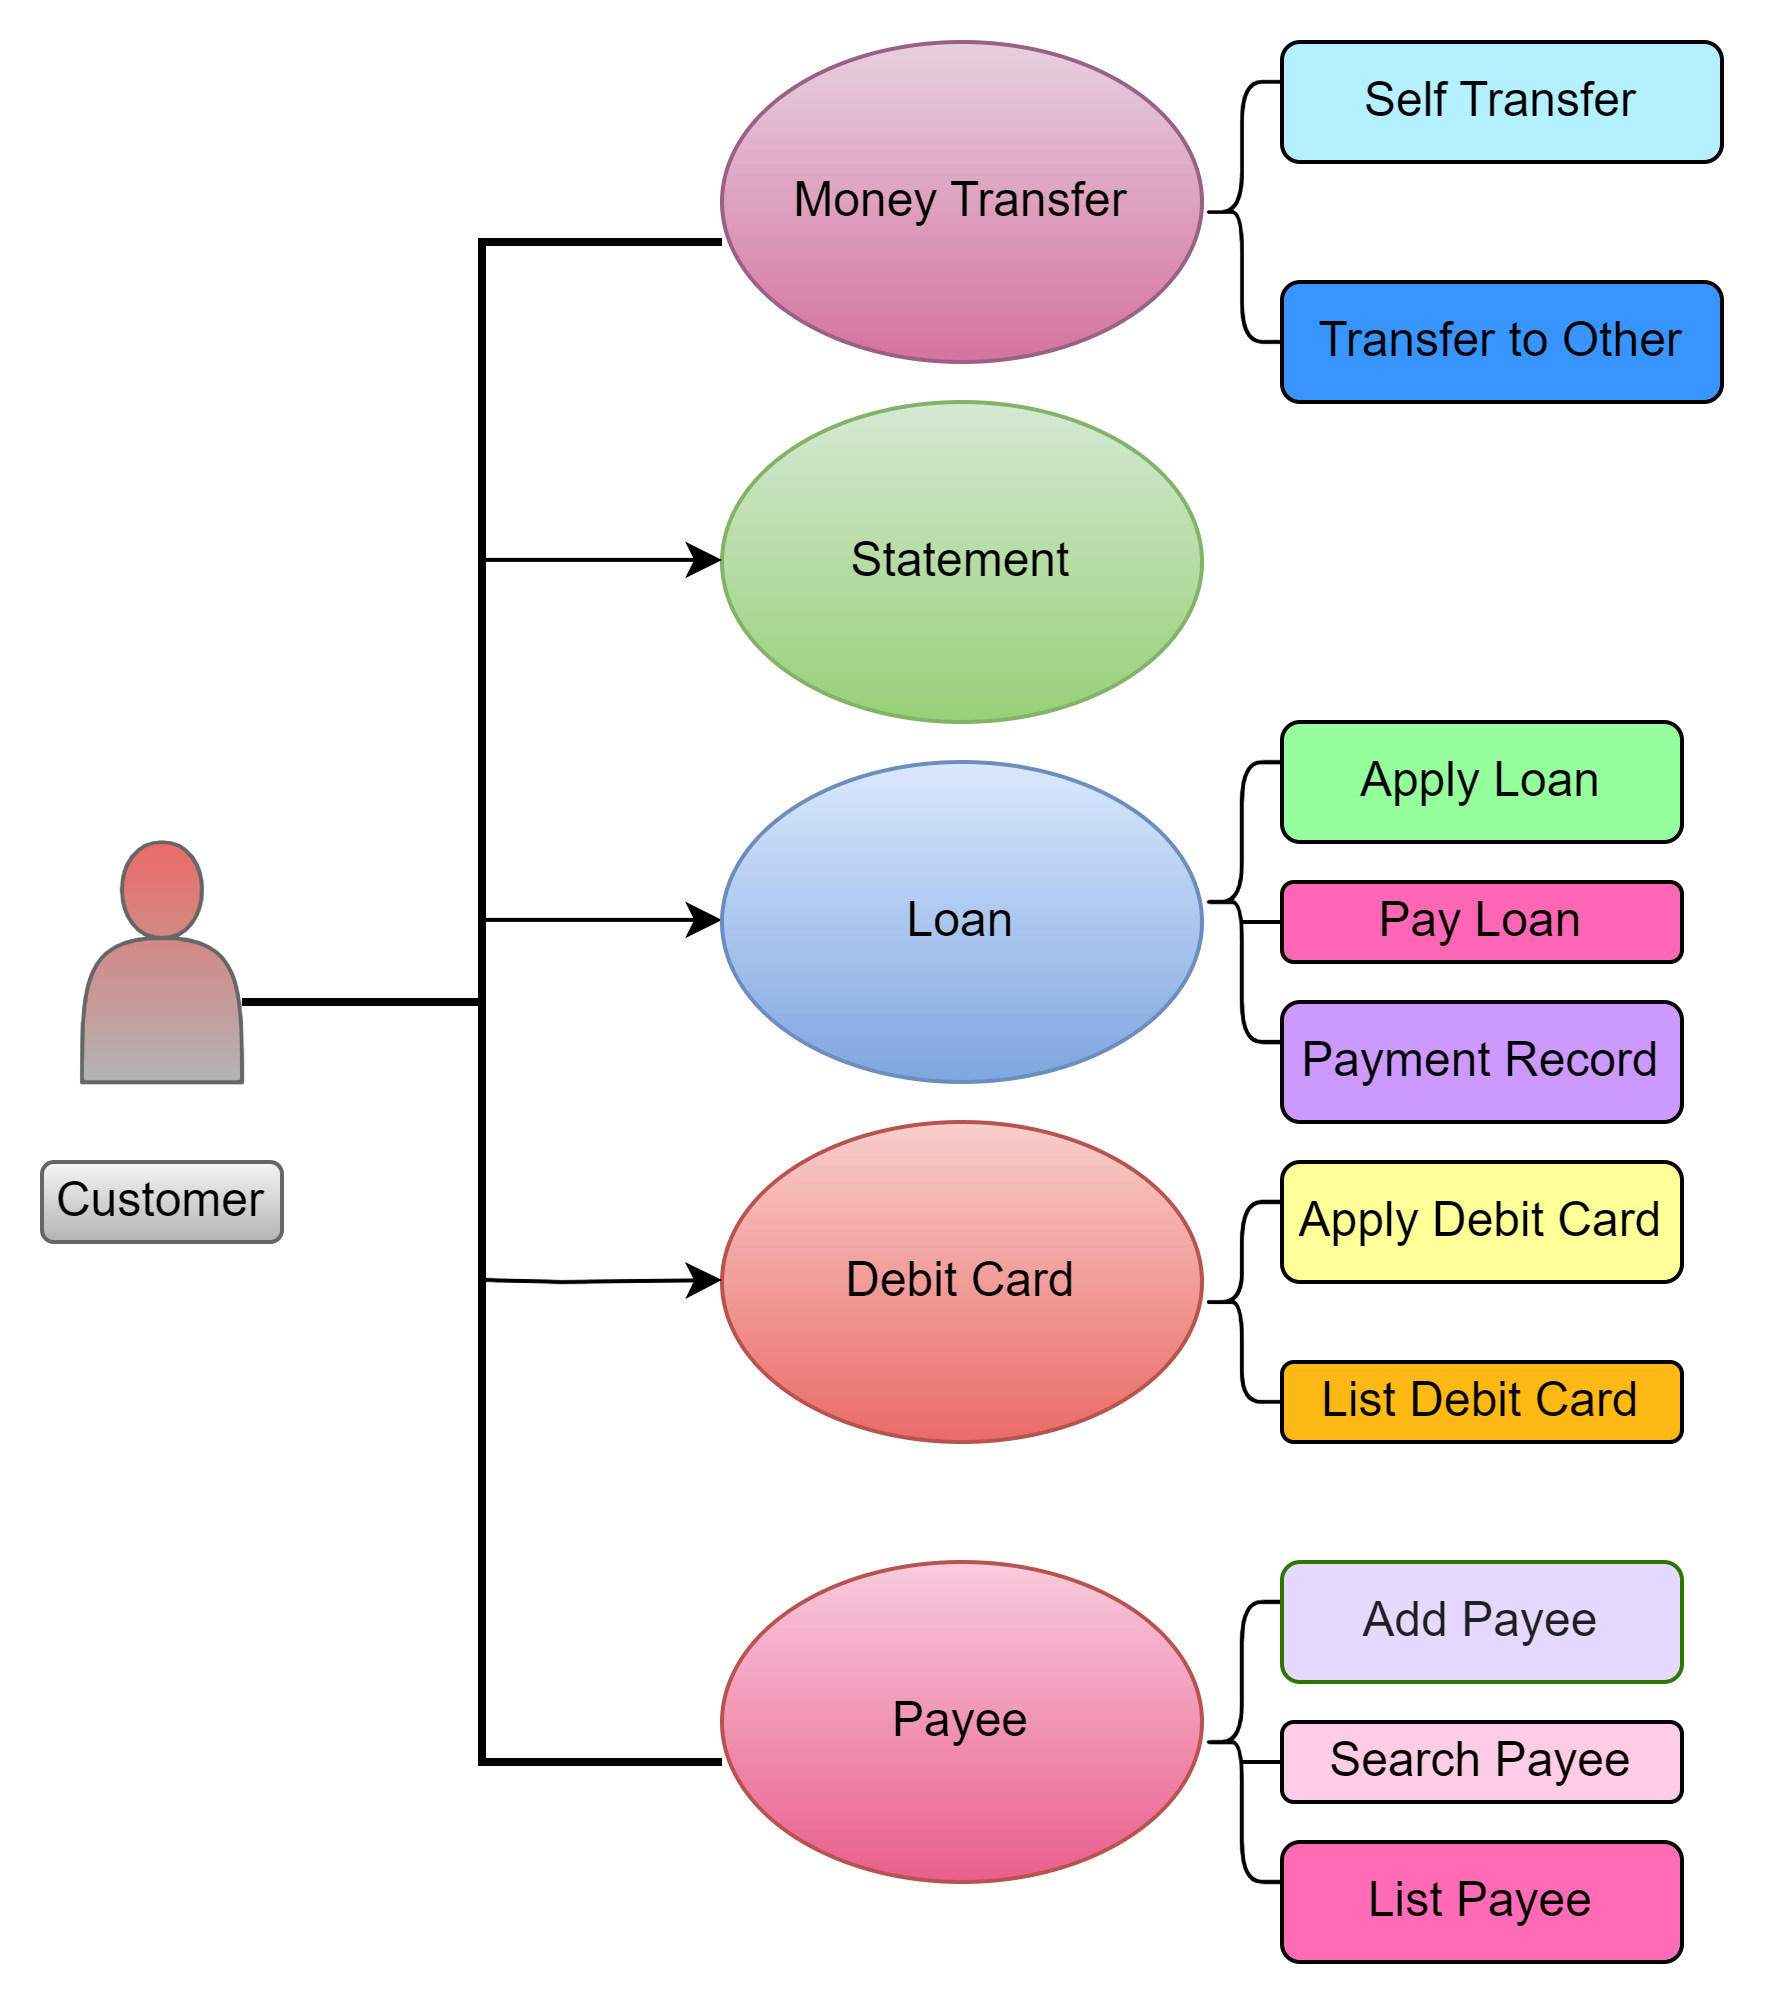 Self Transfer
Money Transfer
Transfer to Other
Statement
Apply Loan
Loan
Pay Loan
Payment Record
Customer
Apply Debit Card
Debit Card
List Debit Card
Add Payee
Payee
Search Payee
List Payee